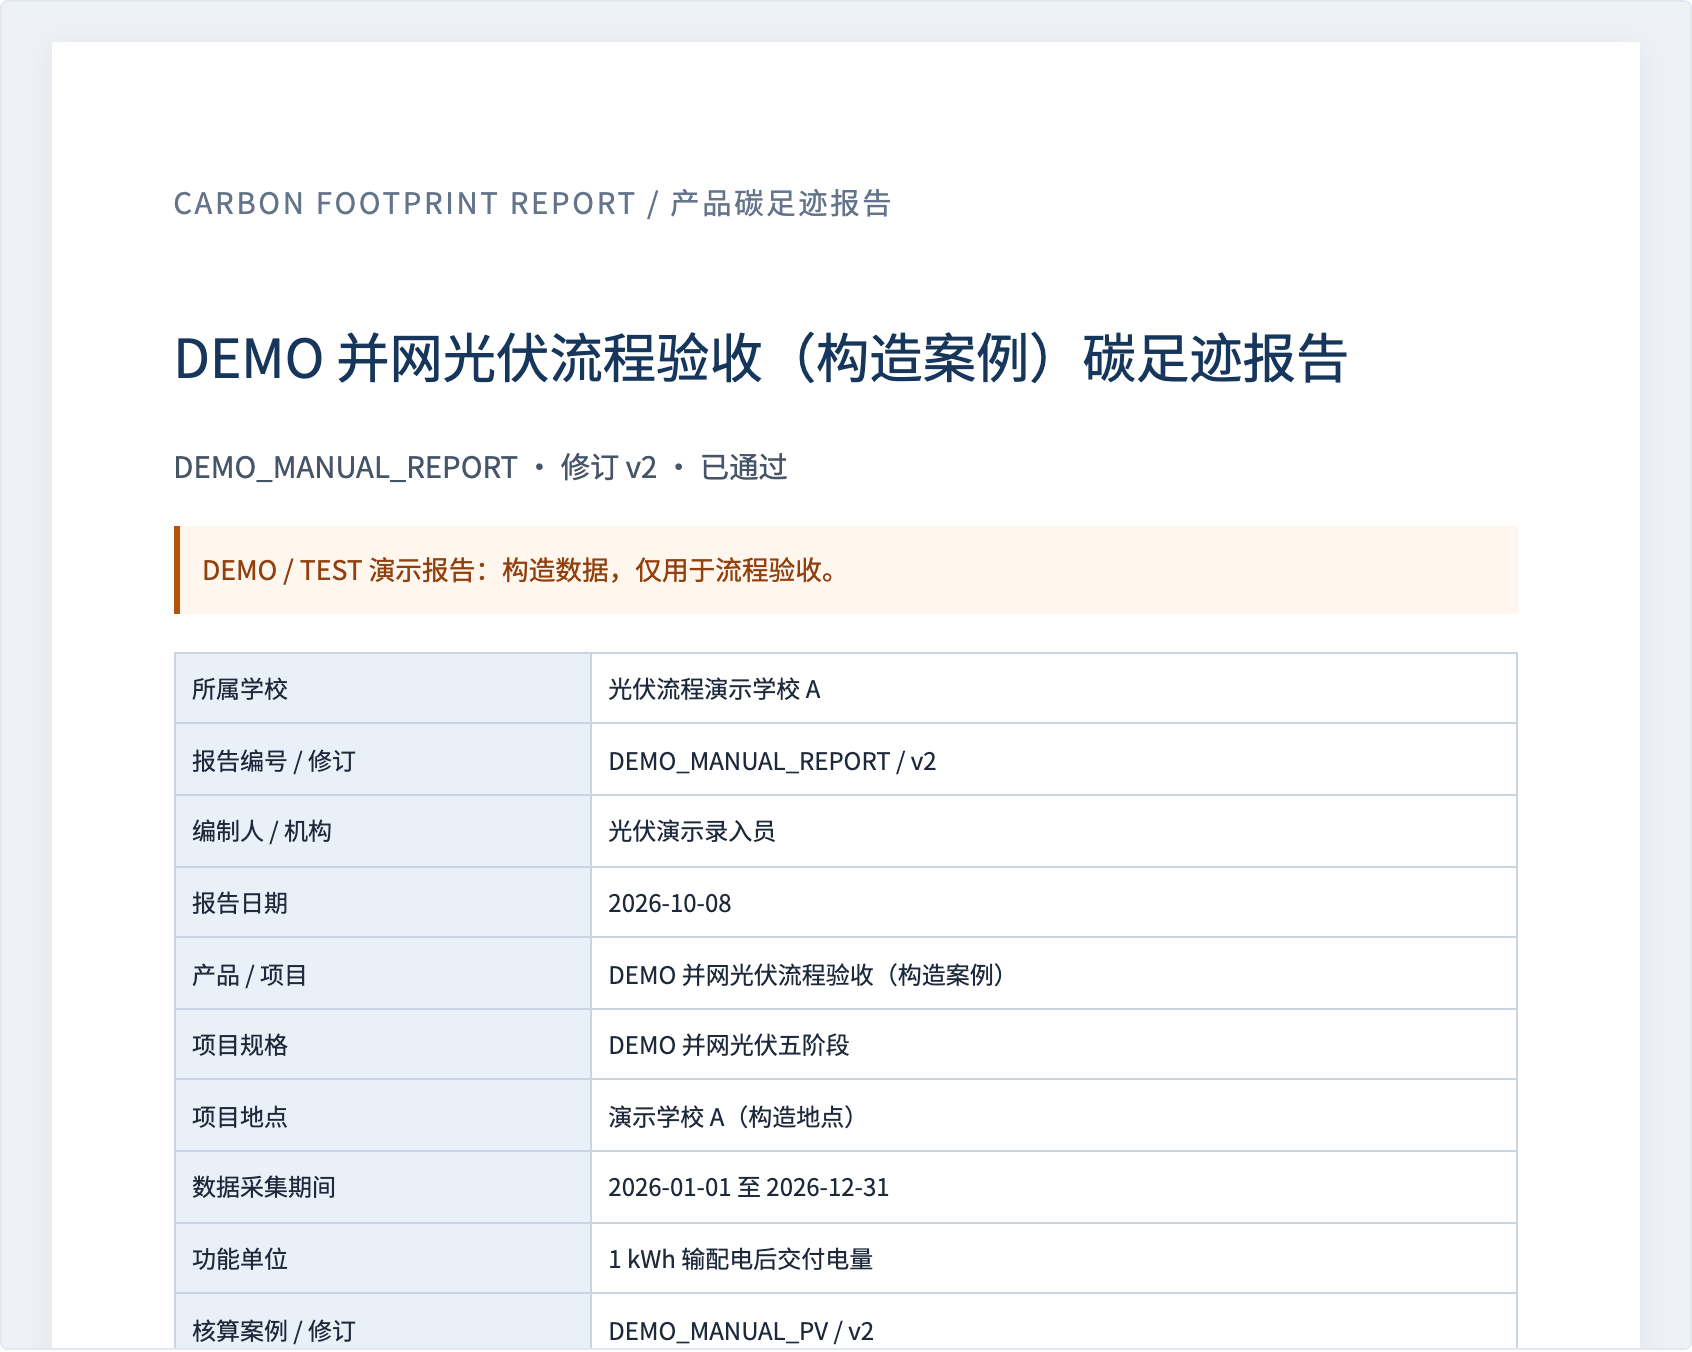 CARBON FOOTPRINT REPORT / 产品碳足迹报告
DEMO 并网光伏流程验收（构造案例）碳足迹报告
DEMO_MANUAL_REPORT • 修订 v2 • 已通过
DEMO / TEST 演示报告：构造数据，仅用于流程验收。
所属学校 光伏流程演示学校 A
报告编号 / 修订 DEMO_MANUAL_REPORT / v2
编制人 / 机构 光伏演示录入员
报告日期 2026-10-08
产品 / 项目 DEMO 并网光伏流程验收（构造案例）
项目规格 DEMO 并网光伏五阶段
项目地点 演示学校 A（构造地点）
数据采集期间 2026-01-01 至 2026-12-31
功能单位 1 kWh 输配电后交付电量
核算案例 / 修订 DEMO_MANUAL_PV / v2